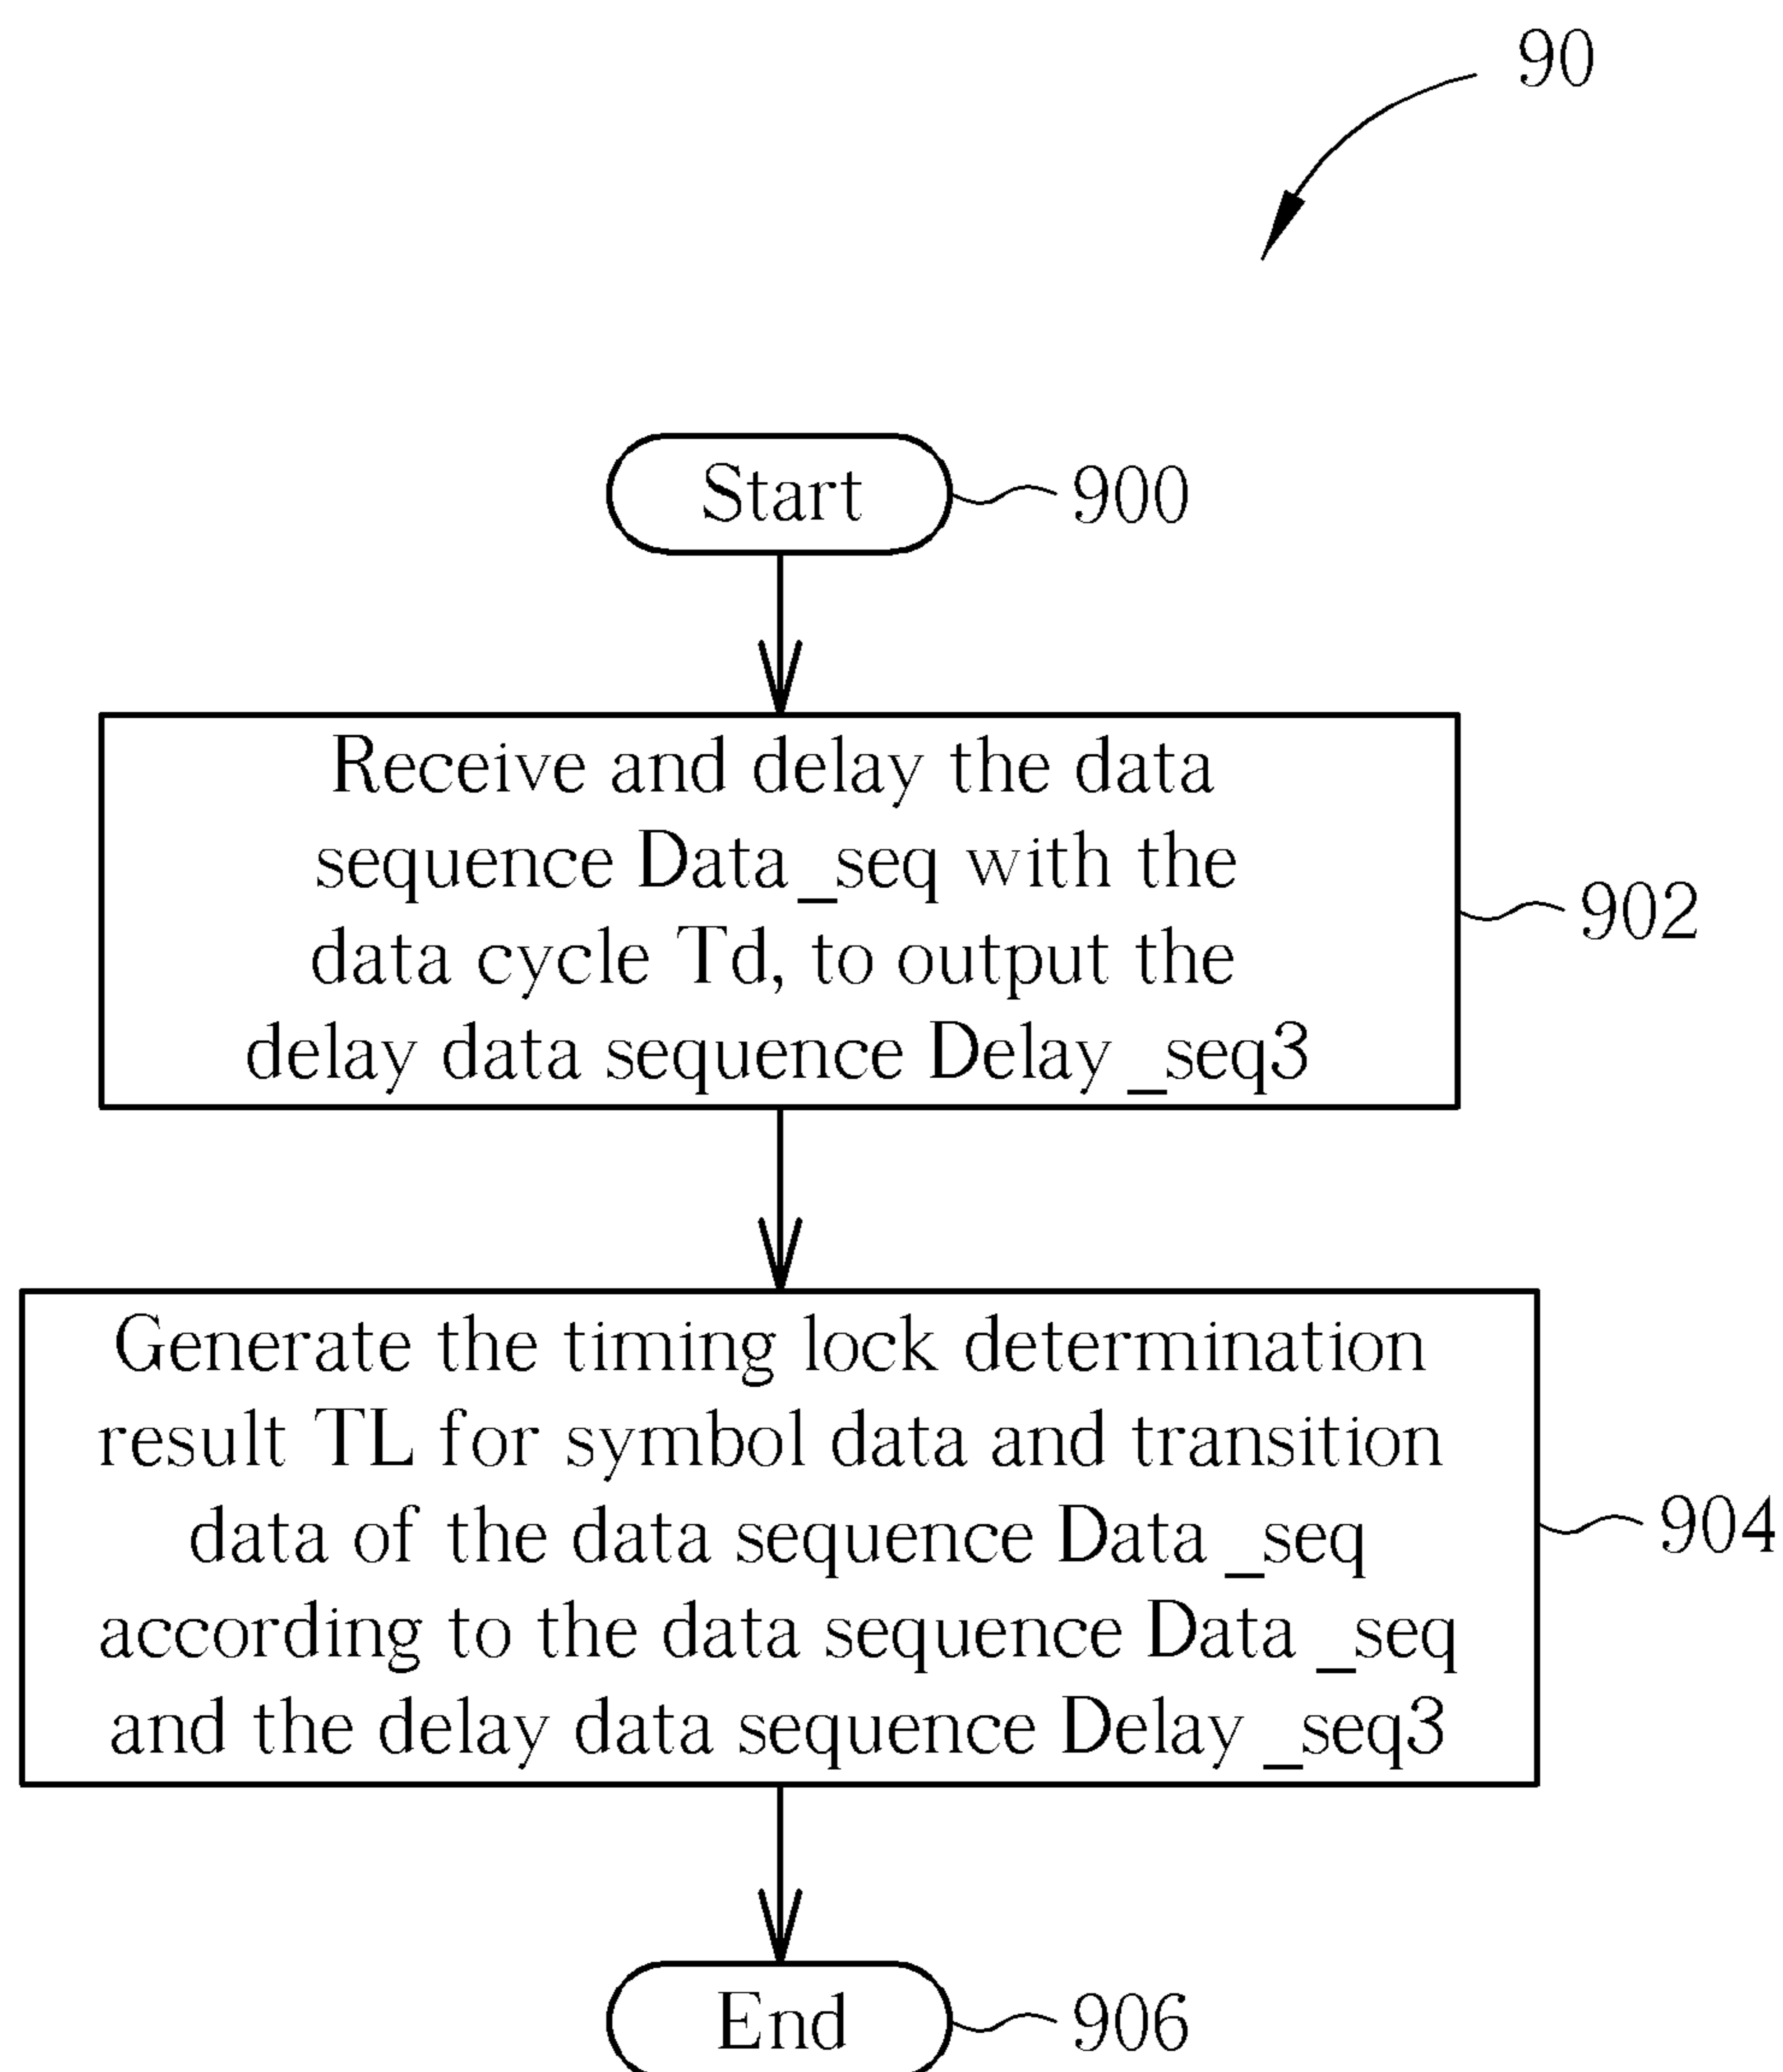 90
Start
900
Receive and delay the data
sequence Data_seq with the
data cycle Td, to output the
delay data sequence Delay_seq3
902
Generate the timing lock determination
result TL for symbol data and transition
data of the data sequence Data_seq
according to the data sequence Data_seq
and the delay data sequence Delay_seq3
904
End
906